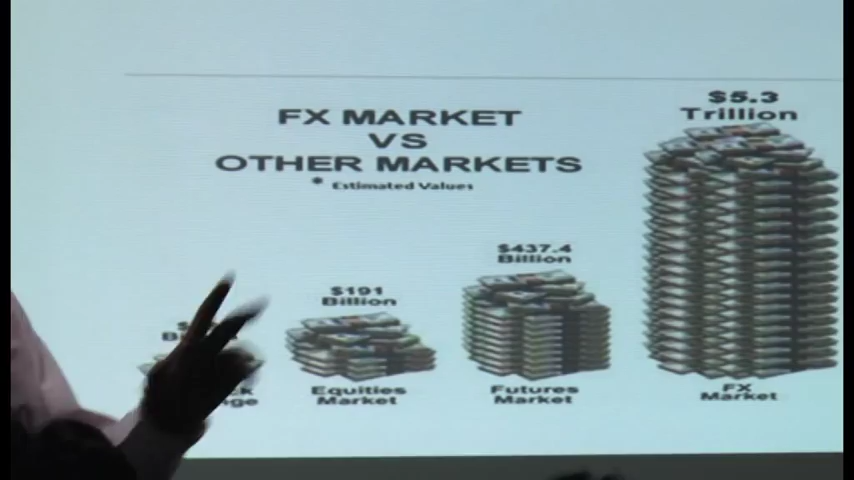 FX MARKET
VS
OTHER MARKETS
* Estimated Values
$5.3
Trillion
$437.4
Billion
$191
Billion
Equities
Market
Futures
Market
FX
Market